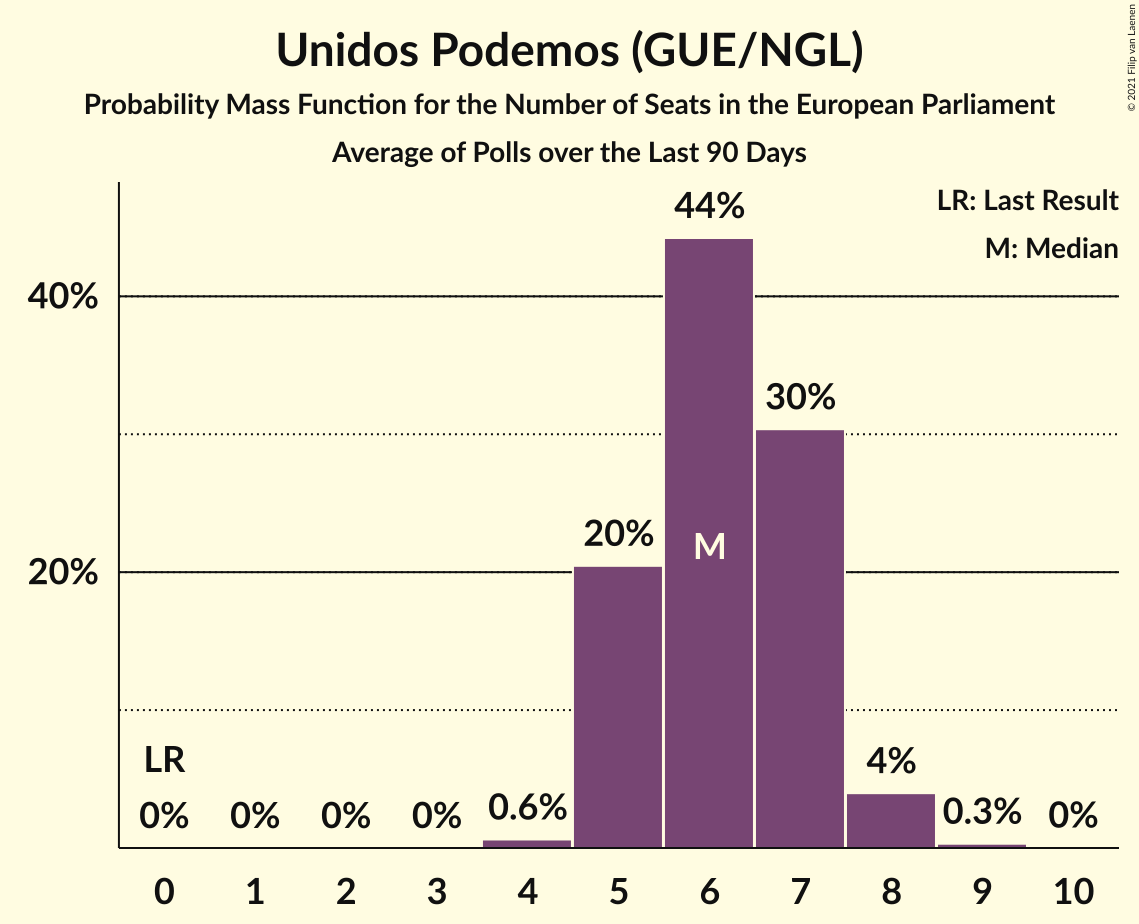 Unidos Podemos (GUE/NGL)
Probability Mass Function for the Number of Seats in the European Parliament
Average of Polls over the Last 90 Days
© 2021 Filip van Laenen
LR: Last Result
M: Median
44%
40%
30%
20%
M
20%
LR
0% 0% 0% 0% 0.6% 4% 0.3% 0%
0 1 2 3 4 5 6 7 8 9 10